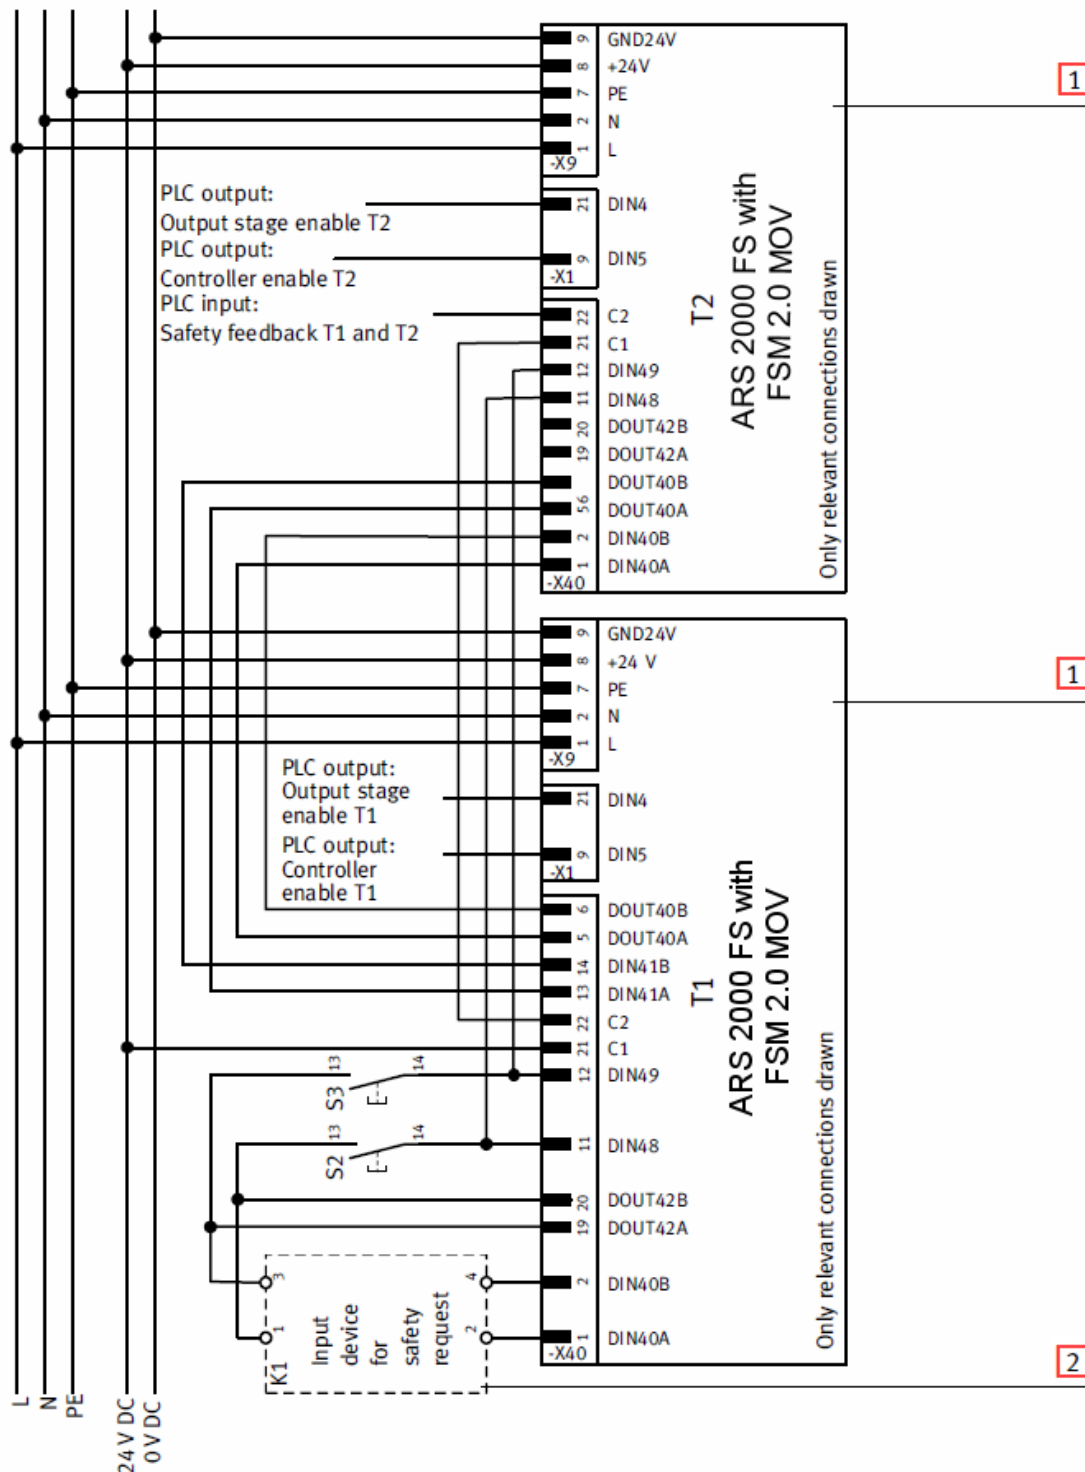 9 GND24V
8 +24V
1
7 PE
2 N
1 L
-X9
PLC output:
Output stage enable T2
21 DIN4
PLC output:
Controller enable T2
9 DIN5
-X1
PLC input:
Safety feedback T1 and T2
22 C2
21 C1
12 DIN49
11 DIN48
20 DOUT42B
19 DOUT42A
DOUT40B
56 DOUT40A
2 DIN40B
1 DIN40A
-X40
T2
ARS 2000 FS with
FSM 2.0 MOV
Only relevant connections drawn
9 GND24V
8 +24 V
1
7 PE
2 N
1 L
-X9
PLC output:
Output stage
enable T1
21 DIN4
PLC output:
Controller
enable T1
9 DIN5
-X1
6 DOUT40B
5 DOUT40A
14 DIN41B
13 DIN41A
22 C2
21 C1
13 S3 14
12 DIN49
13 S2 14
11 DIN48
20 DOUT42B
19 DOUT42A
3 4
2 DIN40B
1 2
1 DIN40A
-X40
K1
Input
device
for
safety
request
T1
ARS 2000 FS with
FSM 2.0 MOV
Only relevant connections drawn
2
L
N
PE
24 V DC
0 V DC